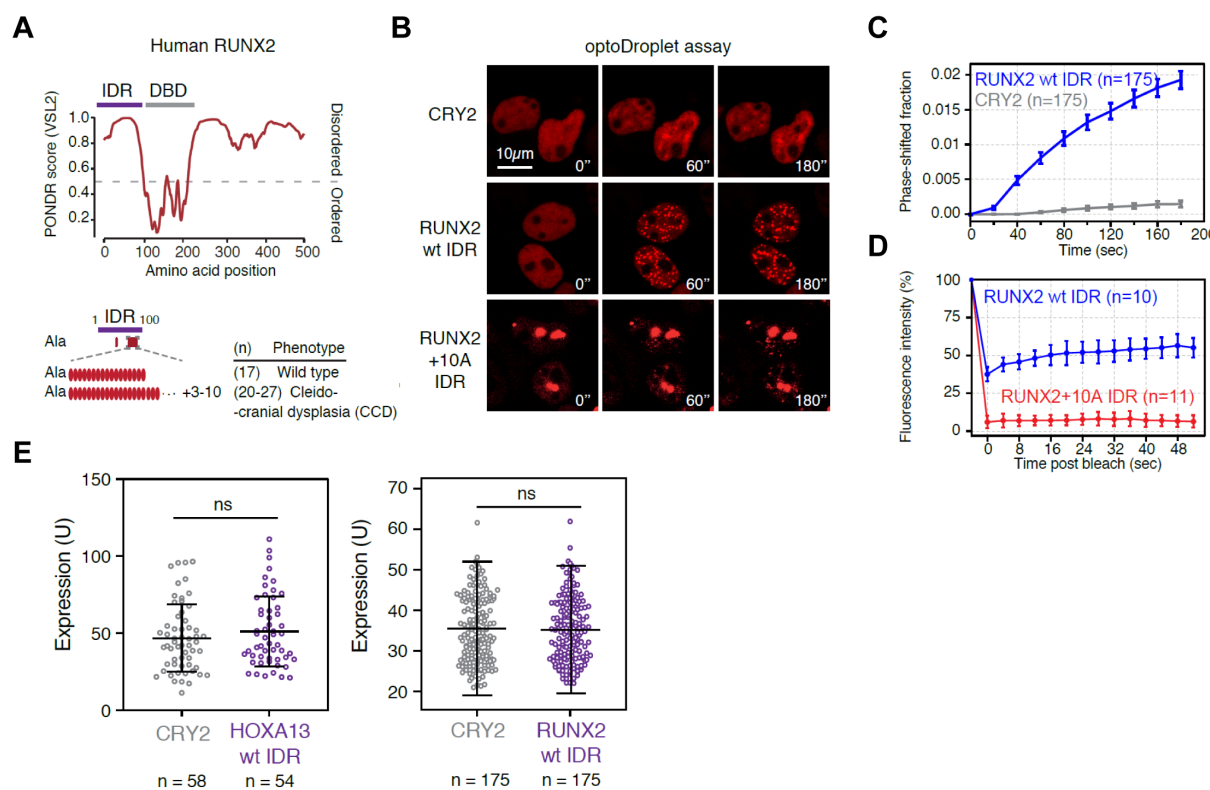 A
Human RUNX2
IDR DBD
PONDR score (VSL2)
1.0
0.8
0.6
0.4
0.2
0 100 200 300 400 500
Amino acid position
Disordered
Ordered
1 IDR 100
Ala
Ala
Ala
+3-10
(n) Phenotype
(17) Wild type
(20-27) Cleido-
-cranial dysplasia (CCD)
B
optoDroplet assay
CRY2
10µm
0" 60" 180"
RUNX2
wt IDR
0" 60" 180"
RUNX2
+10A
IDR
0" 60" 180"
C
RUNX2 wt IDR (n=175)
CRY2 (n=175)
Phase-shifted fraction
0.02
0.015
0.01
0.005
0.00
0 40 80 120 160 200
Time (sec)
D
Fluorescence intensity (%)
100
50
50
0
RUNX2 wt IDR (n=10)
RUNX2+10A IDR (n=11)
0 8 16 24 32 40 48
Time post bleach (sec)
E
Expression (U)
150
100
50
0
ns
CRY2 HOXA13
wt IDR
n = 58 n = 54
Expression (U)
70
60
50
40
30
20
ns
CRY2 RUNX2
wt IDR
n = 175 n = 175